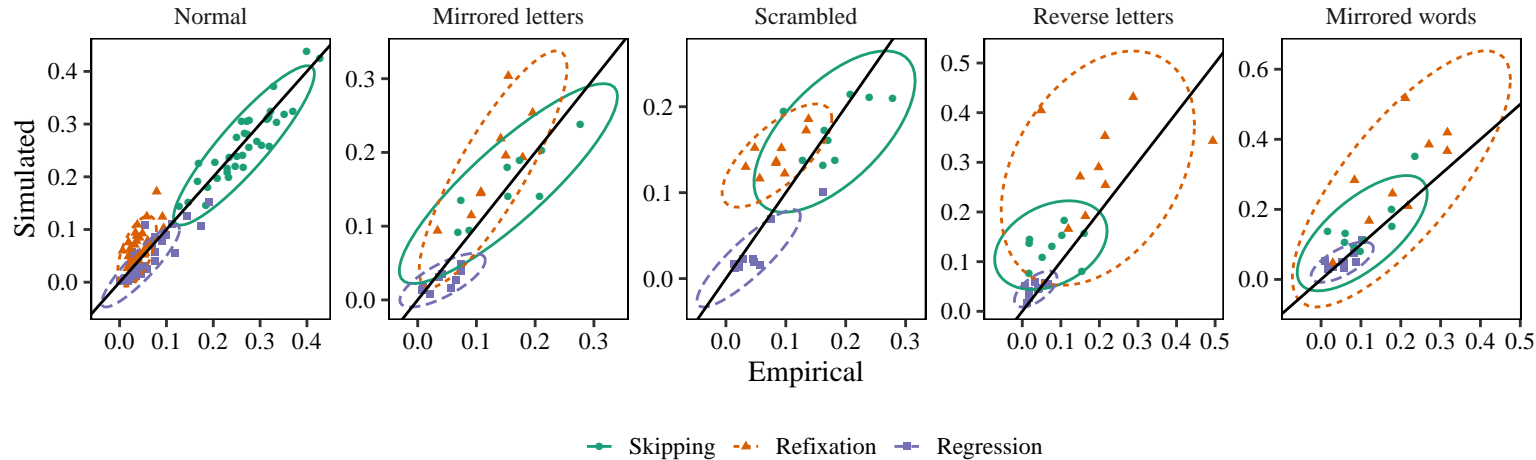 Normal Mirrored letters Scrambled Reverse letters Mirrored words
Simulated
0.4
0.3
0.2
0.1
0.0
0.3
0.2
0.1
0.0
0.2
0.1
0.0
0.5
0.4
0.3
0.2
0.1
0.0
0.6
0.4
0.2
0.0
0.0 0.1 0.2 0.3 0.4
0.0 0.1 0.2 0.3
0.0 0.1 0.2 0.3
0.0 0.1 0.2 0.3 0.4 0.5
0.0 0.1 0.2 0.3 0.4 0.5
Empirical
Skipping Refixation Regression